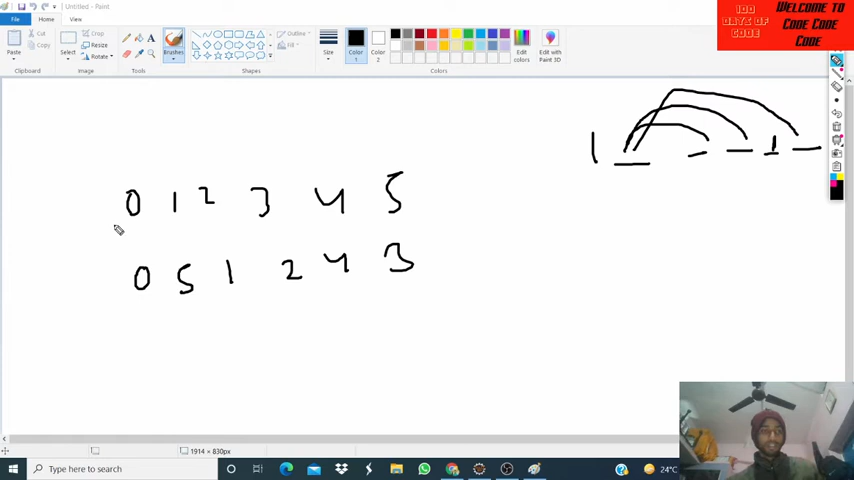 Untitled - Paint
File Home View
Paste Cut Copy Clipboard
Select Crop Resize Rotate Image
Brushes
Shapes Outline Fill
Size
Color 1 Color 2 Colors
Edit colors
Edit with Paint 3D
100 DAYS OF CODE
WELCOME TO CODE CODE CODE
0 1 2 3 4 5
0 5 1 2 4 3
1
1914 × 830px
Type here to search
24°C